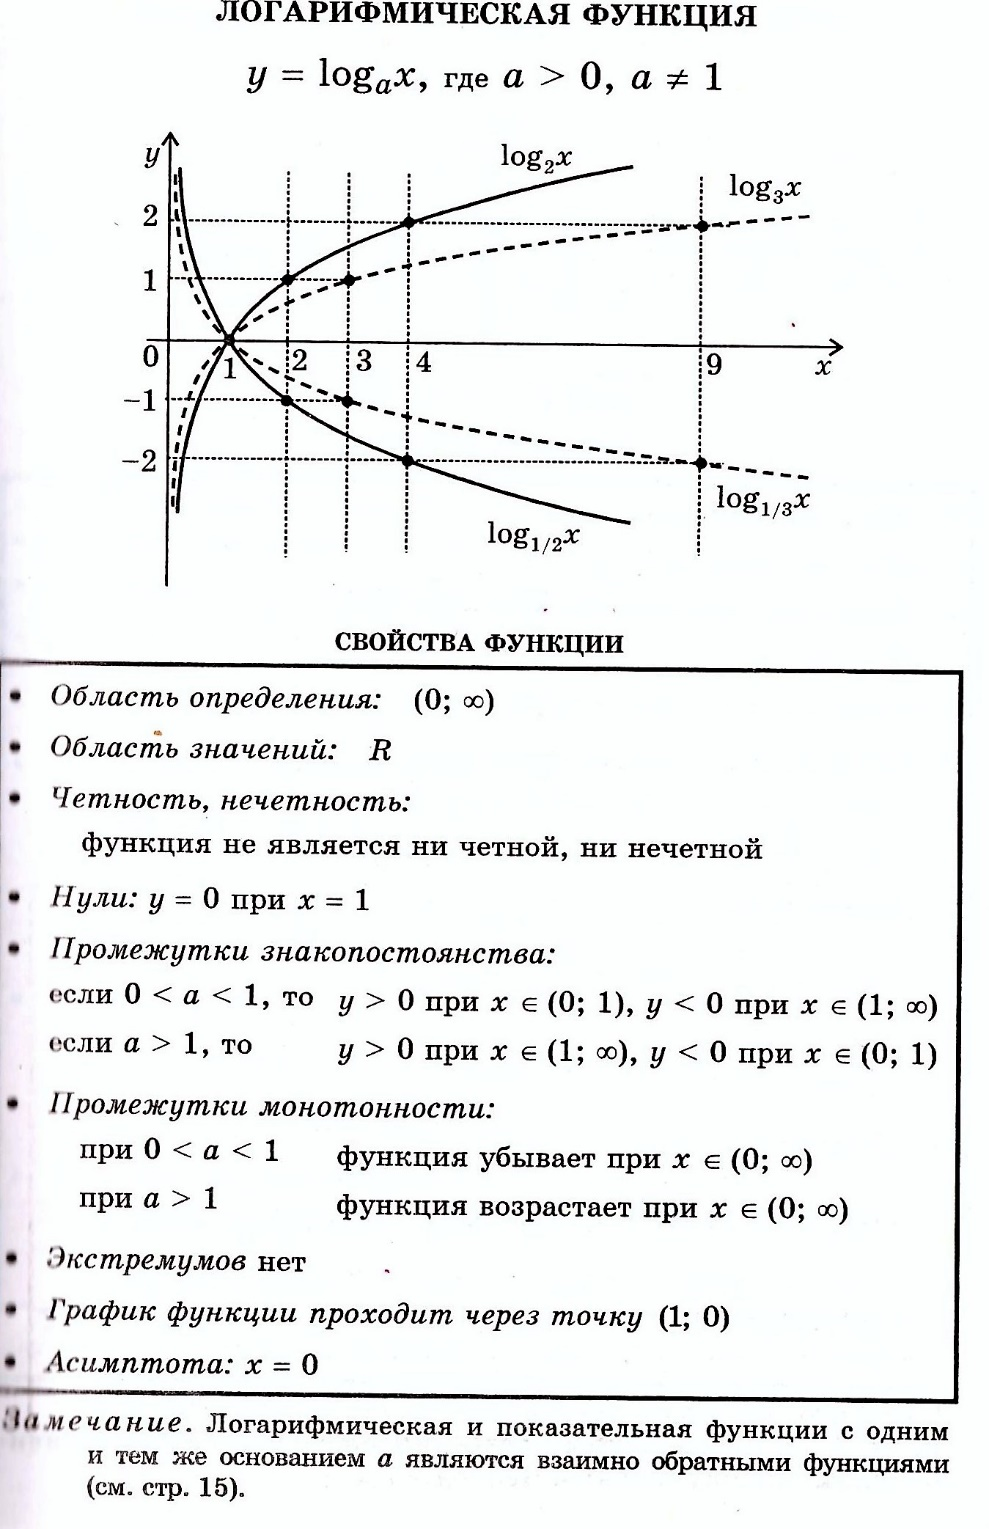 ЛОГАРИФМИЧЕСКАЯ ФУНКЦИЯ
y = logₐx, где a > 0, a ≠ 1
y
log₂x
log₃x
2
1
0
1
2
3
4
9
x
−1
−2
log₁/₃x
log₁/₂x
СВОЙСТВА ФУНКЦИИ
• Область определения: (0; ∞)
• Область значений: R
• Четность, нечетность:
функция не является ни четной, ни нечетной
• Нули: y = 0 при x = 1
• Промежутки знакопостоянства:
если 0 < a < 1, то y > 0 при x ∈ (0; 1), y < 0 при x ∈ (1; ∞)
если a > 1, то y > 0 при x ∈ (1; ∞), y < 0 при x ∈ (0; 1)
• Промежутки монотонности:
при 0 < a < 1 функция убывает при x ∈ (0; ∞)
при a > 1 функция возрастает при x ∈ (0; ∞)
• Экстремумов нет
• График функции проходит через точку (1; 0)
• Асимптота: x = 0
Замечание. Логарифмическая и показательная функции с одним
и тем же основанием a являются взаимно обратными функциями
(см. стр. 15).